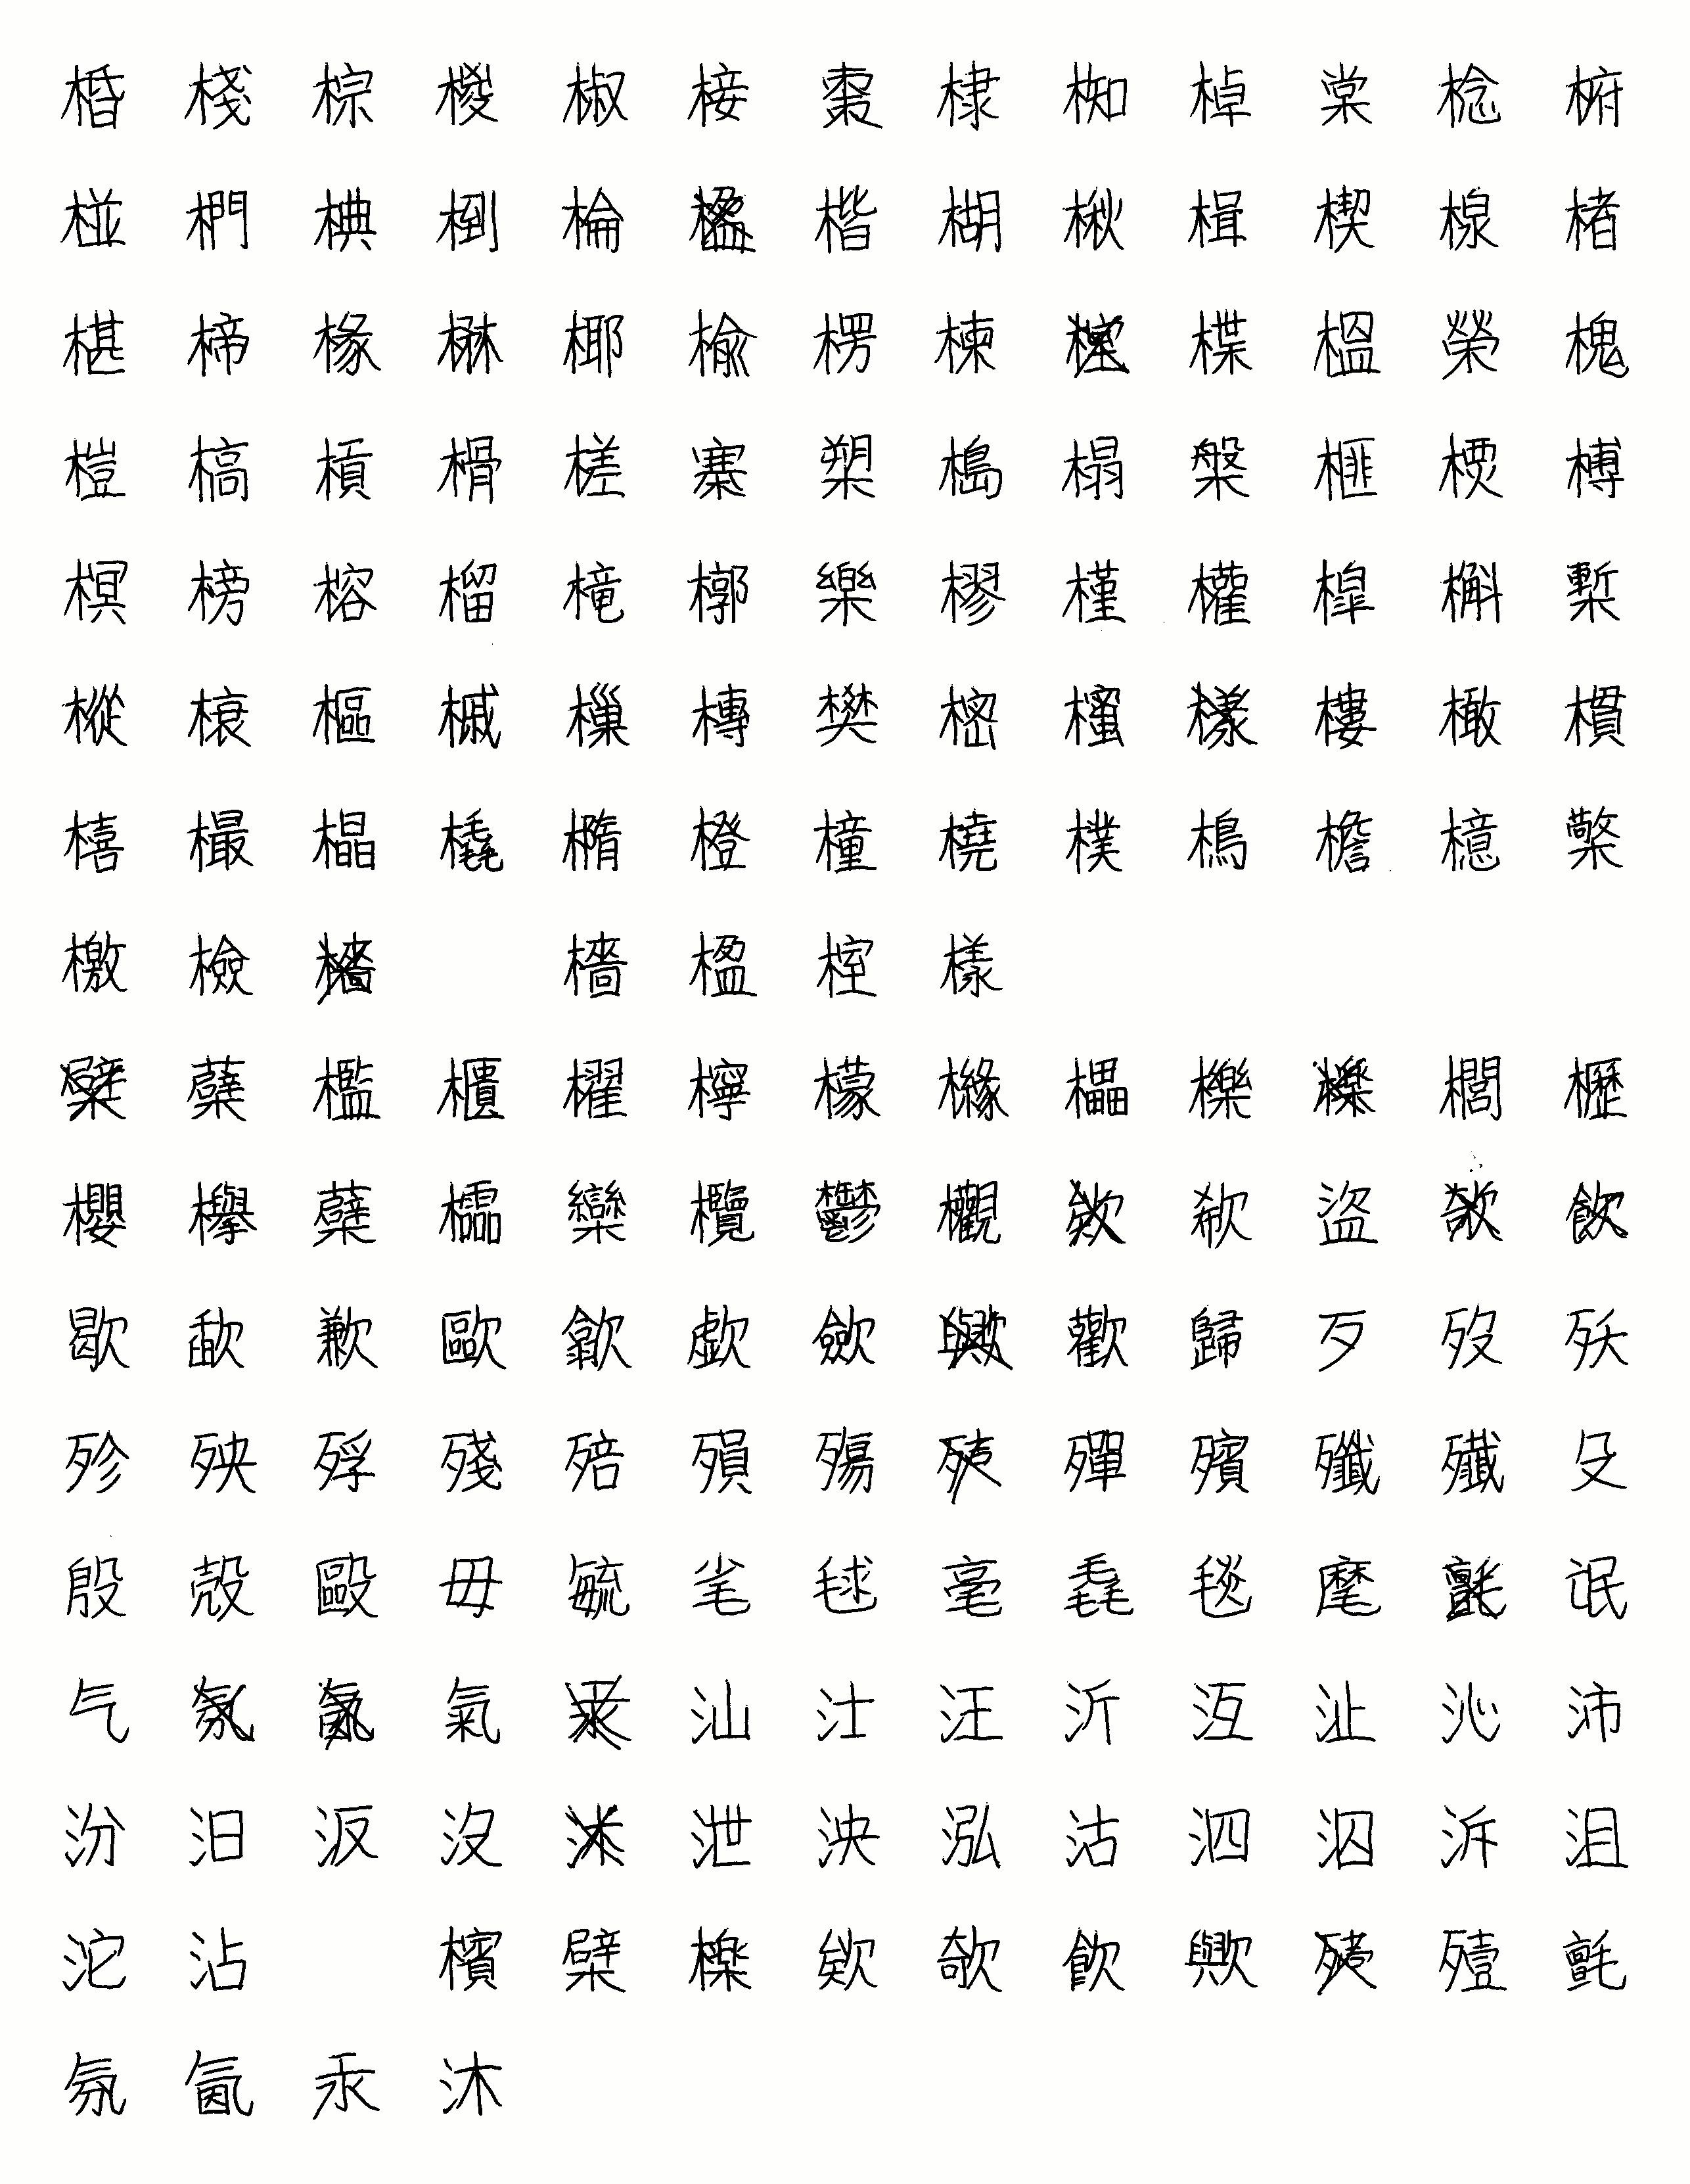 棔 棧 棕 椶 椒 椄 棗 棣 椥 棹 棠 棯 椨
椪 椚 椣 椡 棆 楹 楷 楜 楸 楫 楔 楾 楮
椹 楴 椽 楙 椰 楡 楞 楝 榁 楪 榲 榮 槐
榿 槁 槓 榾 槎 寨 槊 槝 榻 槃 榧 樮 榑
榠 榜 榕 榴 槞 槨 樂 樛 槿 權 槹 槲 槧
樅 榱 樞 槭 樔 槫 樊 樒 櫁 樣 樓 橄 樌
橲 樶 橸 橇 橢 橙 橦 橈 樸 樢 檐 檍 檠
檄 檢 檣 檣 楹 榁 樣
檗 蘗 檻 櫃 櫂 檸 檬 櫞 櫑 櫟 檪 櫚 櫪
櫻 欅 蘖 櫺 欒 欖 鬱 欟 欸 欷 盜 欹 飮
歇 歃 歉 歐 歙 歔 歛 歟 歡 歸 歹 歿 殀
殄 殃 殍 殘 殕 殞 殤 殪 殫 殯 殲 殱 殳
殷 殼 毆 毋 毓 毟 毬 毫 毳 毯 麾 氈 氓
气 氛 氤 氣 汞 汕 汢 汪 沂 沍 沚 沁 沛
汾 汨 汳 沒 沐 泄 泱 泓 沽 泗 泅 泝 沮
沱 沾 檳 檗 檪 欸 欹 飮 歟 殪 殪 氈
氛 氤 汞 沐